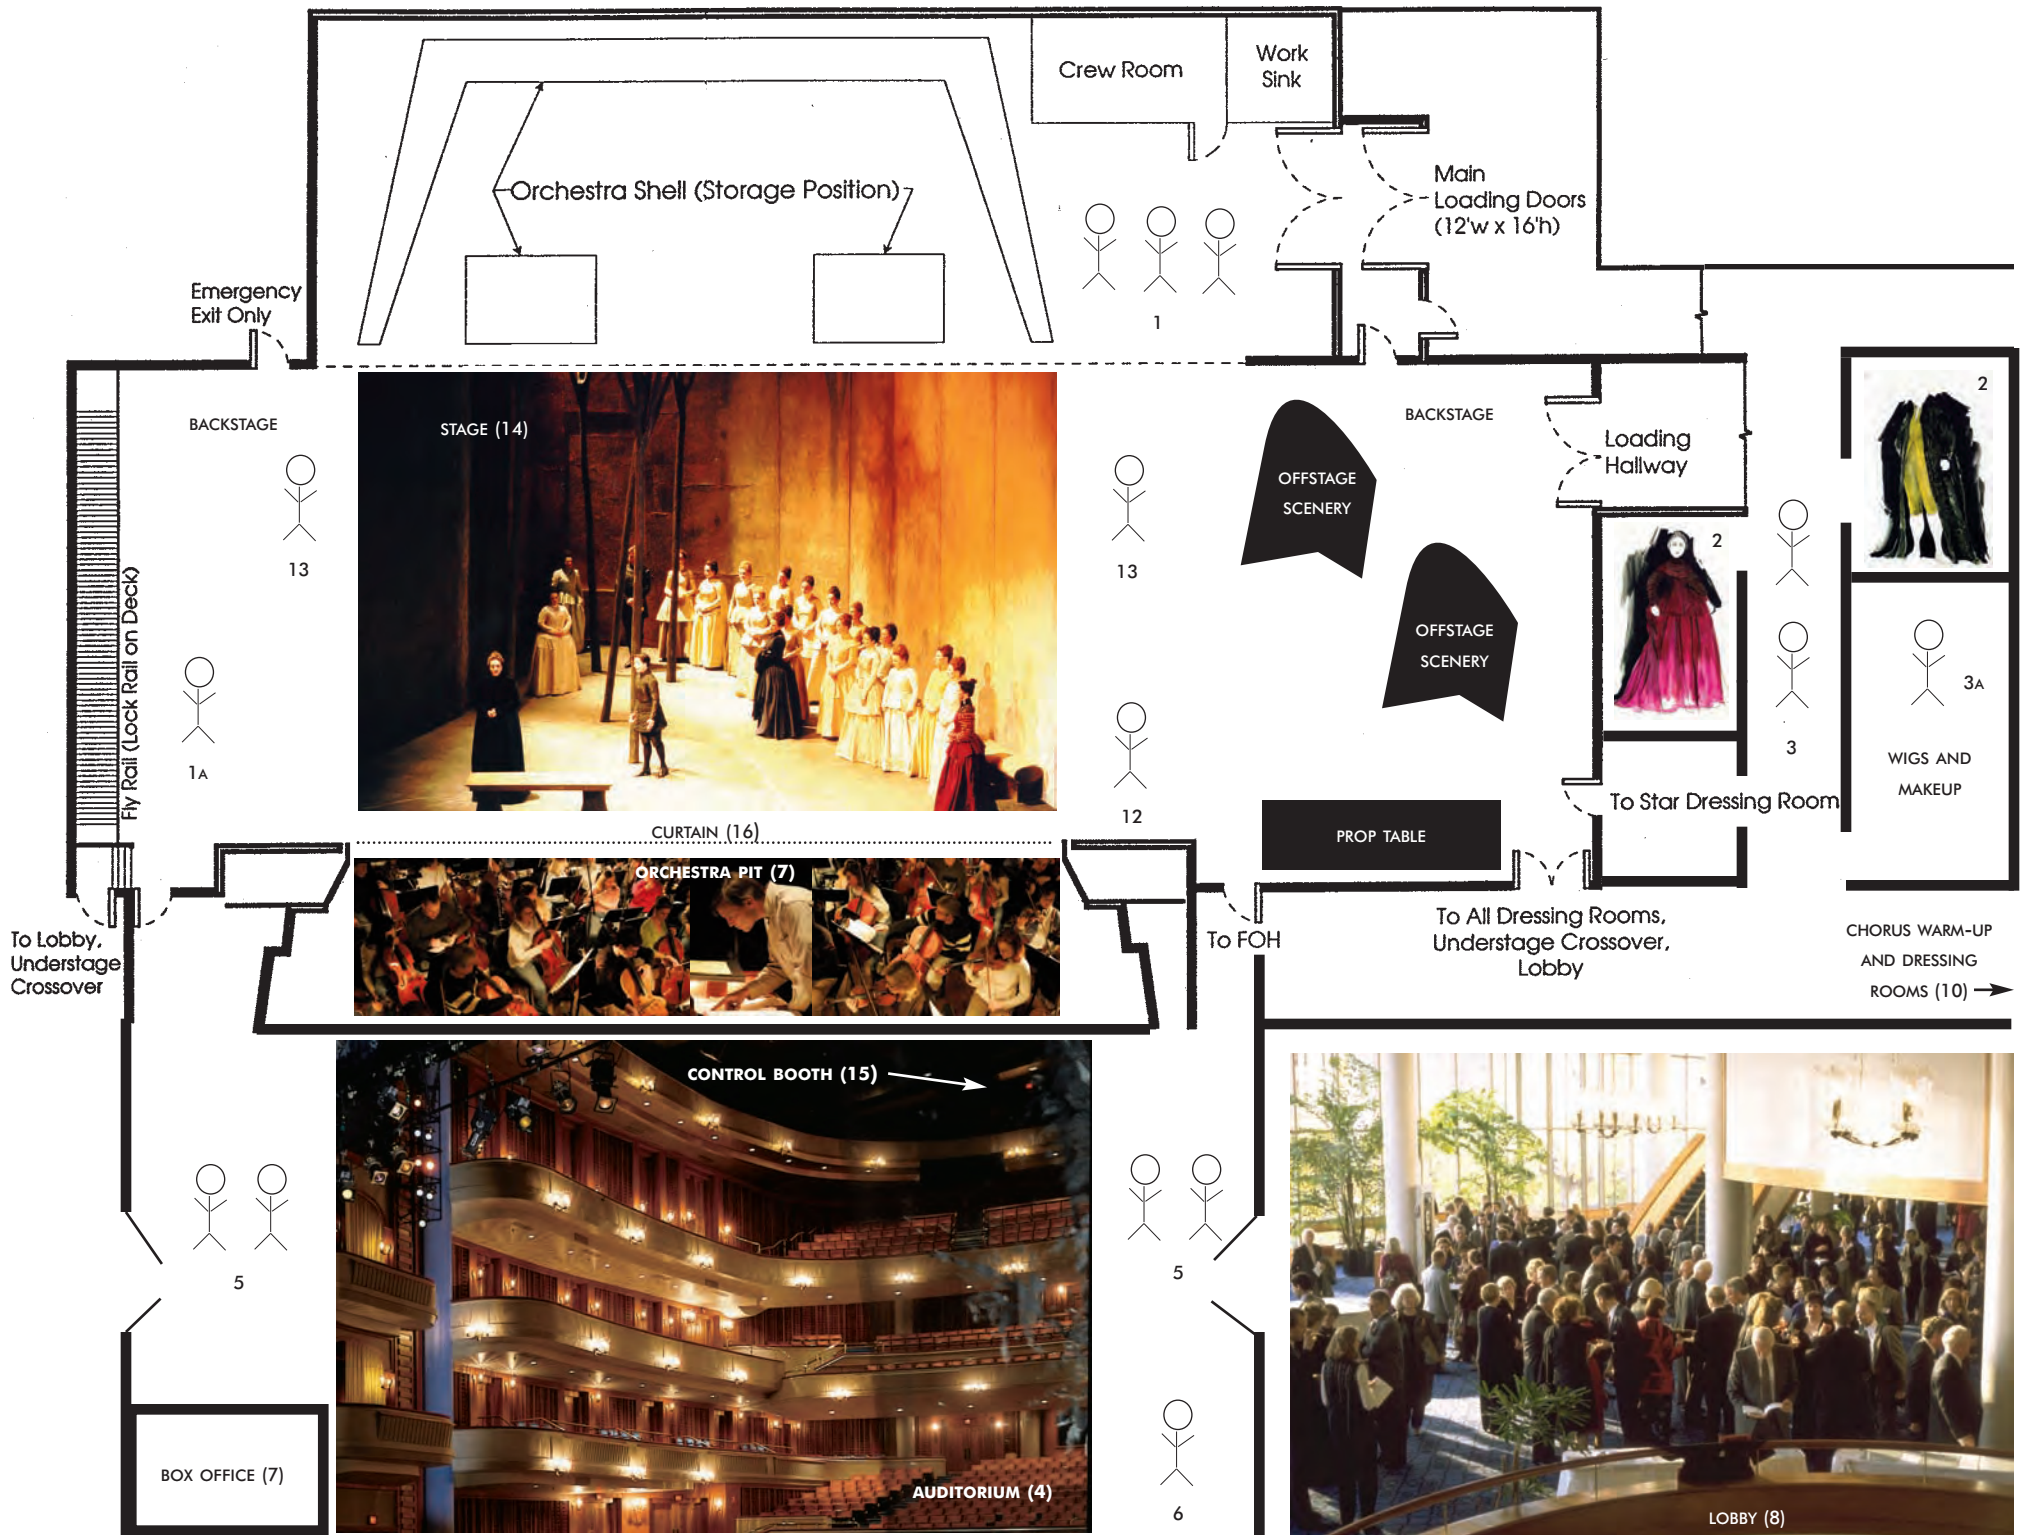 Crew Room
Work
Sink
Orchestra Shell (Storage Position)
Main
Loading Doors
(12'w x 16'h)
1
Emergency
Exit Only
BACKSTAGE
STAGE (14)
BACKSTAGE
2
OFFSTAGE
SCENERY
Loading
Hallway
13
13
2
Fly Rail (Lock Rail on Deck)
OFFSTAGE
SCENERY
3A
3
1A
WIGS AND
MAKEUP
To Star Dressing Room
12
CURTAIN (16)
PROP TABLE
ORCHESTRA PIT (7)
To Lobby,
Understage
Crossover
To FOH
To All Dressing Rooms,
Understage Crossover,
Lobby
CHORUS WARM-UP
AND DRESSING
ROOMS (10)
CONTROL BOOTH (15)
5
5
BOX OFFICE (7)
AUDITORIUM (4)
6
LOBBY (8)